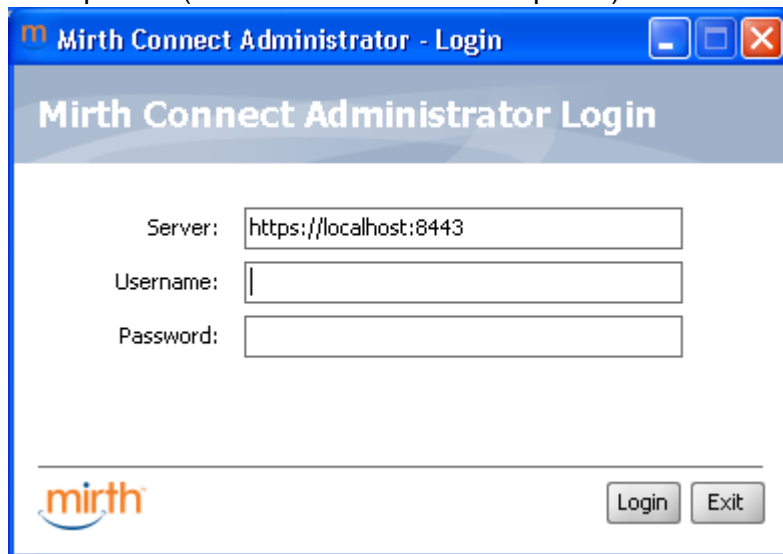 m Mirth Connect Administrator - Login
Mirth Connect Administrator Login
Server: https://localhost:8443
Username:
Password:
mirth
Login Exit